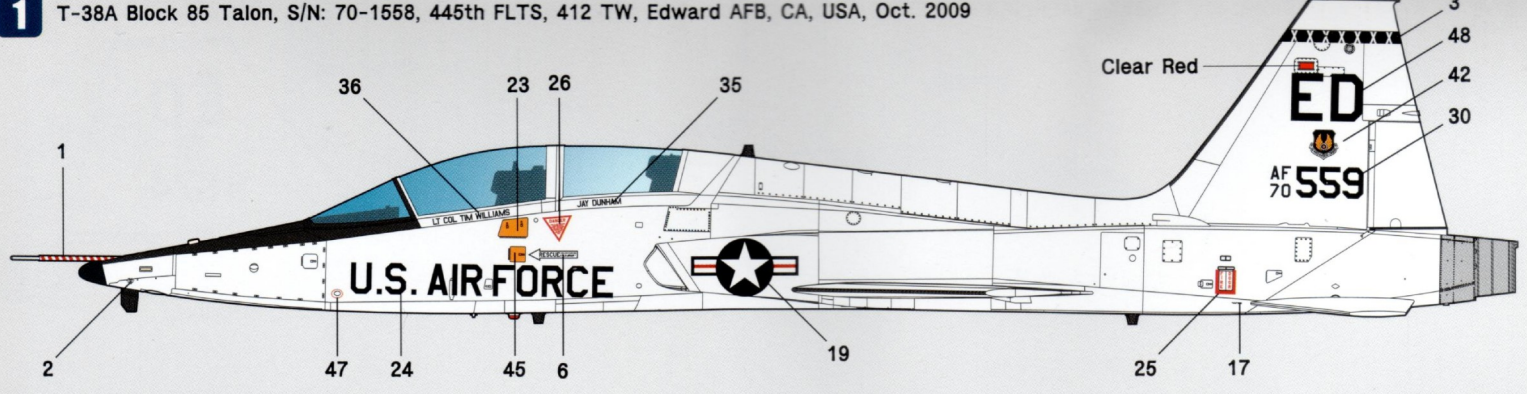 1 T-38A Block 85 Talon, S/N: 70-1558, 445th FLTS, 412 TW, Edward AFB, CA, USA, Oct. 2009
3
Clear Red
48
36
23
26
35
42
ED
30
1
AF
70
559
LT COL TIM WILLIAMS
JAY DUNHAM
RESCUE
U.S. AIR FORCE
2
47
24
45
6
19
25
17